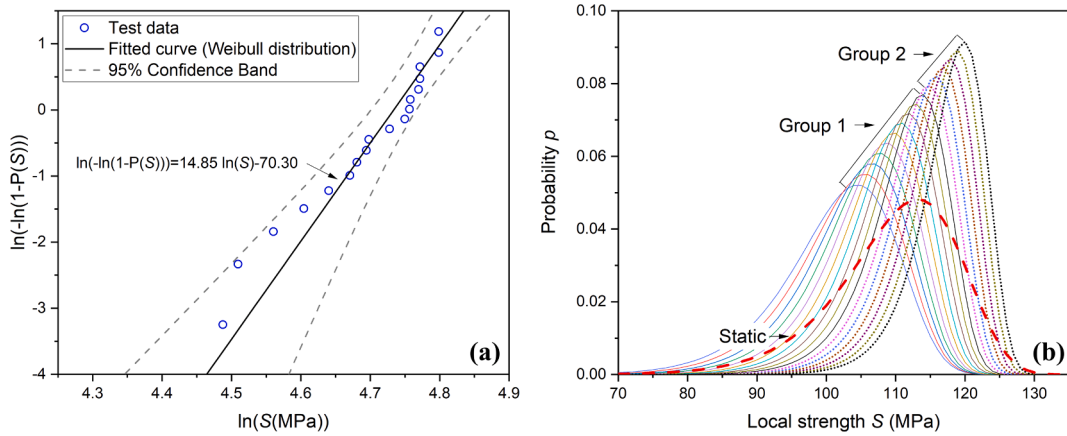 Test data
Fitted curve (Weibull distribution)
95% Confidence Band
ln(-ln(1-P(S)))=14.85 ln(S)-70.30
ln(-ln(1-P(S)))
1
0
-1
-2
-3
-4
4.3 4.4 4.5 4.6 4.7 4.8 4.9
ln(S(MPa))
(a)
Probability p
0.10
0.08
0.06
0.04
0.02
0.00
Group 2
Group 1
Static
70 80 90 100 110 120 130
Local strength S (MPa)
(b)